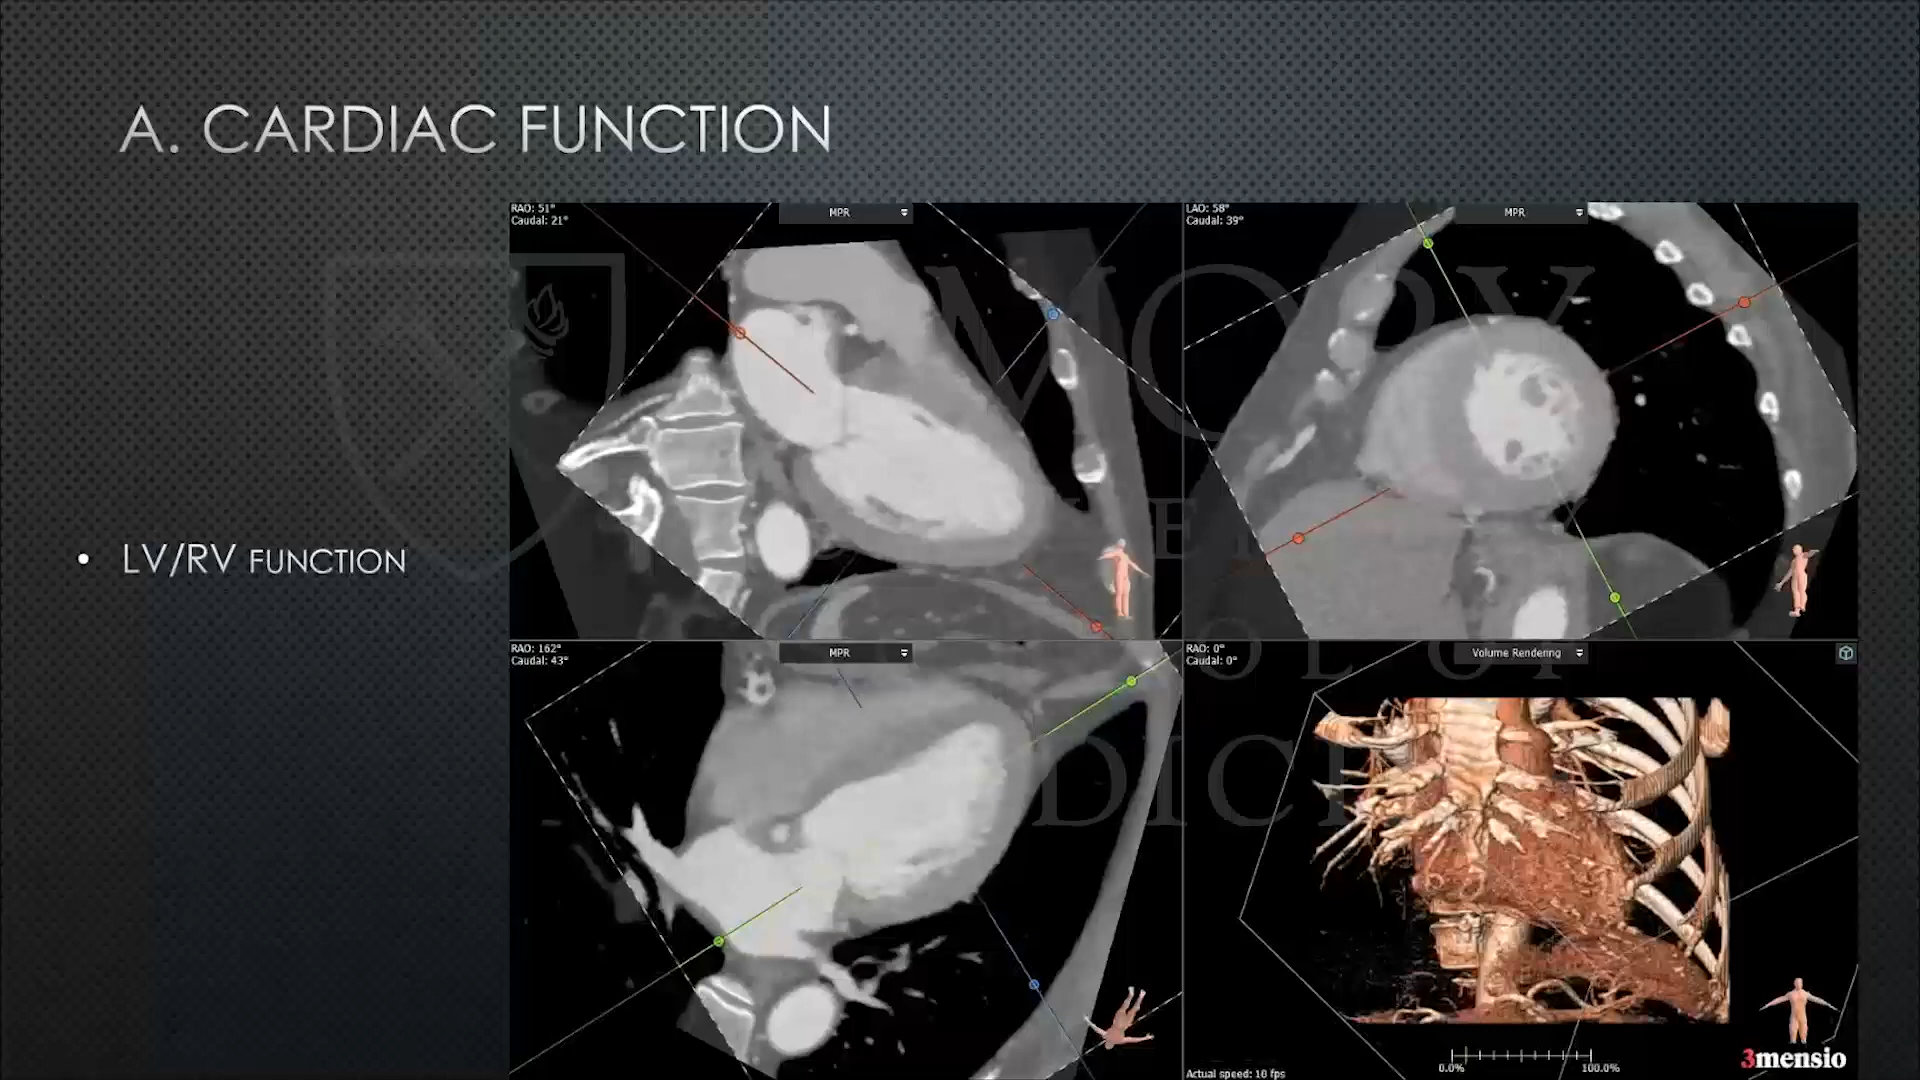 A. CARDIAC FUNCTION
• LV/RV FUNCTION
RAO: 51°
Caudal: 21°
MPR
LAO: 58°
Caudal: 39°
MPR
RAO: 162°
Caudal: 43°
MPR
RAO: 0°
Caudal: 0°
Volume Rendering
Actual speed: 10 fps
0.0%
100.0%
3mensio